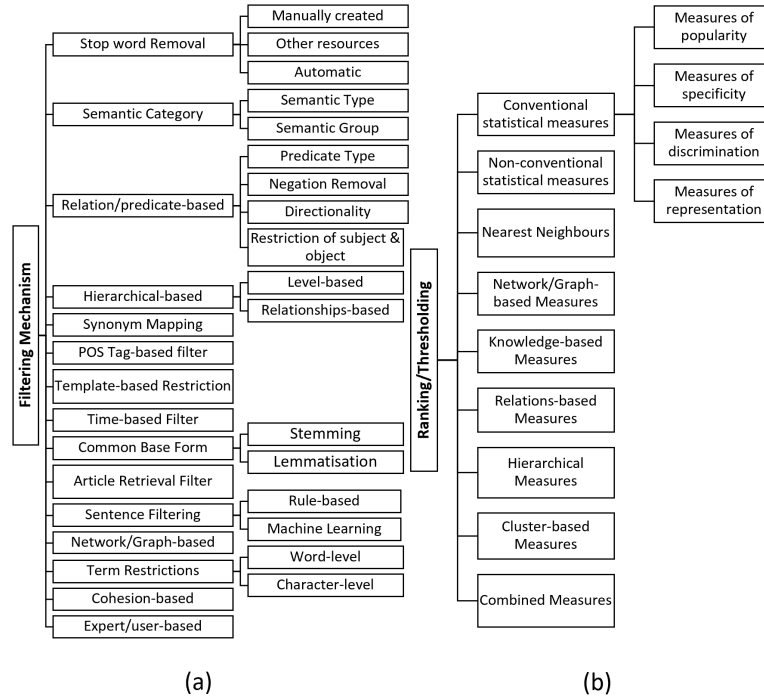 Filtering Mechanism
Stop word Removal
Manually created
Other resources
Automatic
Semantic Category
Semantic Type
Semantic Group
Relation/predicate-based
Predicate Type
Negation Removal
Directionality
Restriction of subject &
object
Hierarchical-based
Level-based
Relationships-based
Synonym Mapping
POS Tag-based filter
Template-based Restriction
Time-based Filter
Common Base Form
Stemming
Lemmatisation
Article Retrieval Filter
Sentence Filtering
Rule-based
Machine Learning
Network/Graph-based
Term Restrictions
Word-level
Character-level
Cohesion-based
Expert/user-based
(a)
Ranking/Thresholding
Conventional
statistical measures
Measures of
popularity
Measures of
specificity
Measures of
discrimination
Measures of
representation
Non-conventional
statistical measures
Nearest Neighbours
Network/Graph-
based Measures
Knowledge-based
Measures
Relations-based
Measures
Hierarchical
Measures
Cluster-based
Measures
Combined Measures
(b)